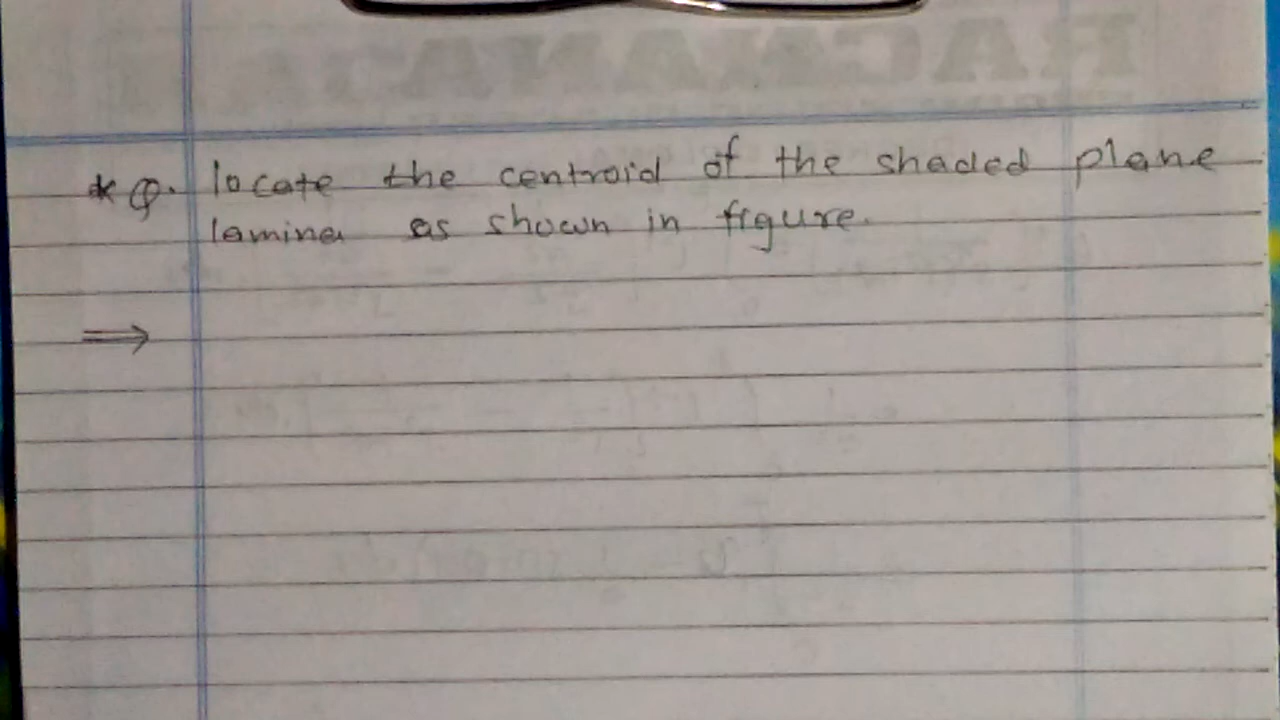 * Q. locate the centroid of the shaded plane
lamina as shown in figure.
⇒